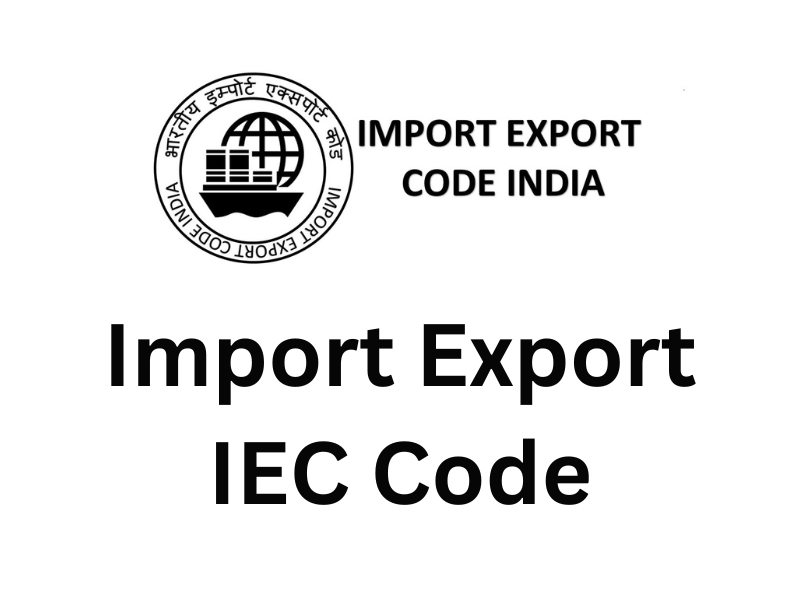 भारतीय इम्पोर्ट एक्सपोर्ट कोड
IMPORT EXPORT CODE INDIA
IMPORT EXPORT
CODE INDIA
Import Export
IEC Code